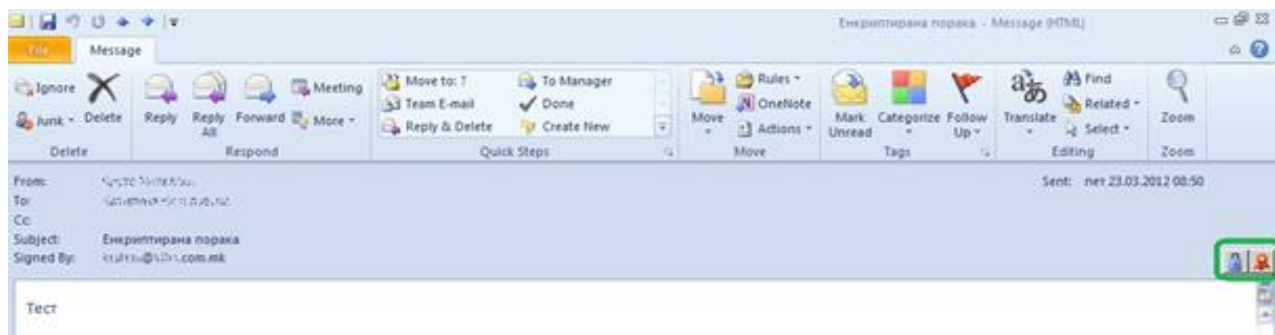 Енкриптирана порака - Message (HTML)
File Message
Ignore Delete Reply Reply All Forward Meeting Move to: ? To Manager Move Rules Mark Unread Categorize Follow Up Translate Find Zoom
Junk More Team E-mail Done OneNote Related
Reply & Delete Create New Actions Select
Delete Respond Quick Steps Move Tags Editing Zoom
From: Sent: пет 23.03.2012 08:50
To:
Cc:
Subject: Енкриптирана порака
Signed By: .com.mk
Тест